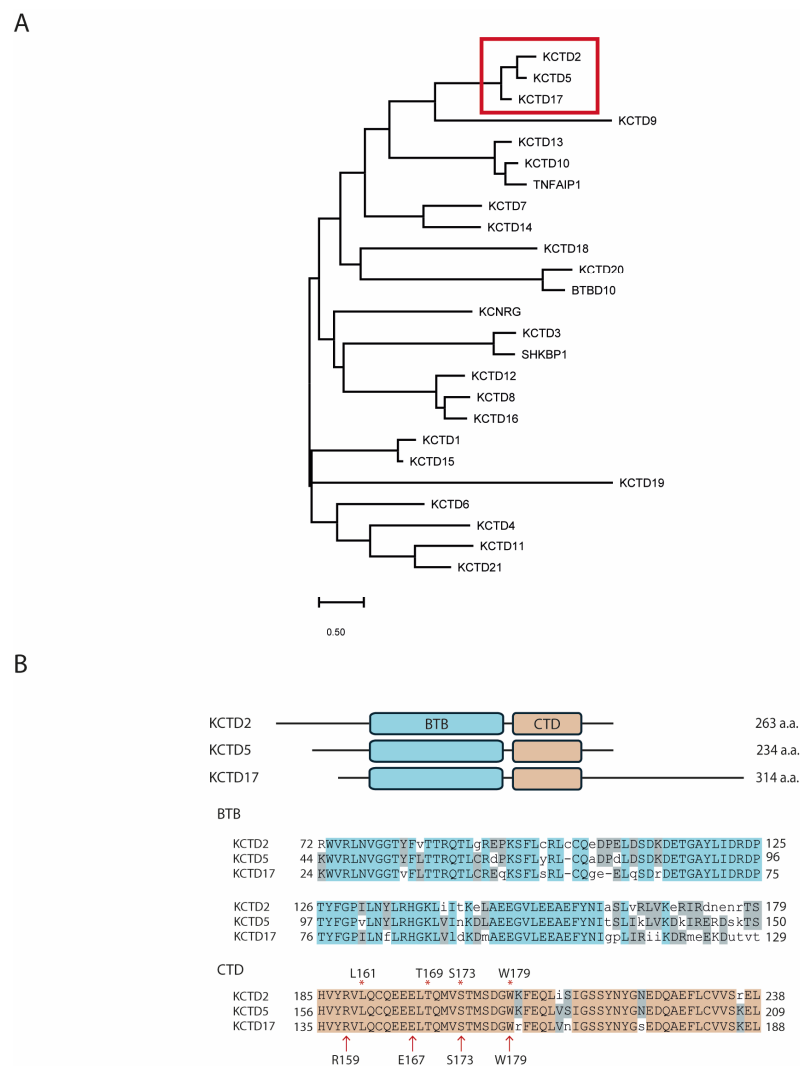 A
KCTD2
KCTD5
KCTD17
KCTD9
KCTD13
KCTD10
TNFAIP1
KCTD7
KCTD14
KCTD18
KCTD20
BTBD10
KCNRG
KCTD3
SHKBP1
KCTD12
KCTD8
KCTD16
KCTD1
KCTD15
KCTD19
KCTD6
KCTD4
KCTD11
KCTD21
0.50
B
KCTD2 BTB CTD 263 a.a.
KCTD5 234 a.a.
KCTD17 314 a.a.
BTB
KCTD2 72 RWVRLNVGGTYFvTTRQTLgREPKSFLcRLcCQeDPELDSDKDETGAYLIDRDP 125
KCTD5 44 KWVRLNVGGTYFLTTRQTLCRdPKSFLyRL-CQaDPdLDSDKDETGAYLIDRDP 96
KCTD17 24 KWVRLNVGGTvFLTTRQTLCREqKSFLsRL-CQge-ELqSDrDETGAYLIDRDP 75
KCTD2 126 TYFGPILNYLRHGKLiITKeLAEEGVLEEAEFYNIaSLvRLVKeRIRdnenrTS 179
KCTD5 97 TYFGPvLNYLRHGKLVInKDLAEEGVLEEAEFYNITSLIKLVKDkIRERDskTS 150
KCTD17 76 TYFGPILNfLRHGKLVldKDMAEEGVLEEAEFYNIgpLIRiiKDRmeEKDutvt 129
CTD
L161 T169 S173 W179
* * * *
KCTD2 185 HVYRVLQCQEEELTQMVSTMSDGWKFEQLiSIGSSYNYGNEDQAEFLCVVSrEL 238
KCTD5 156 HVYRVLQCQEEELTQMVSTMSDGWKFEQLVSIGSSYNYGNEDQAEFLCVVSKEL 209
KCTD17 135 HVYRVLQCQEEELTQMVSTMSDGWrFEQLVnIGSSYNYGsEDQAEFLCVVSKEL 188
R159 E167 S173 W179